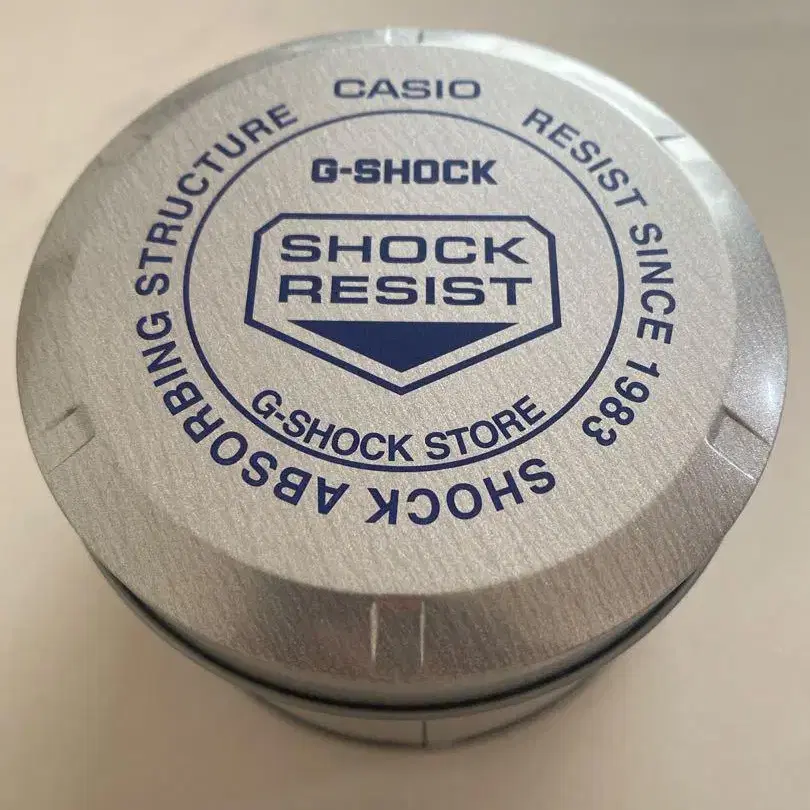 CASIO
RESIST SINCE 1983
SHOCK ABSORBING STRUCTURE
G-SHOCK
SHOCK
RESIST
G-SHOCK STORE